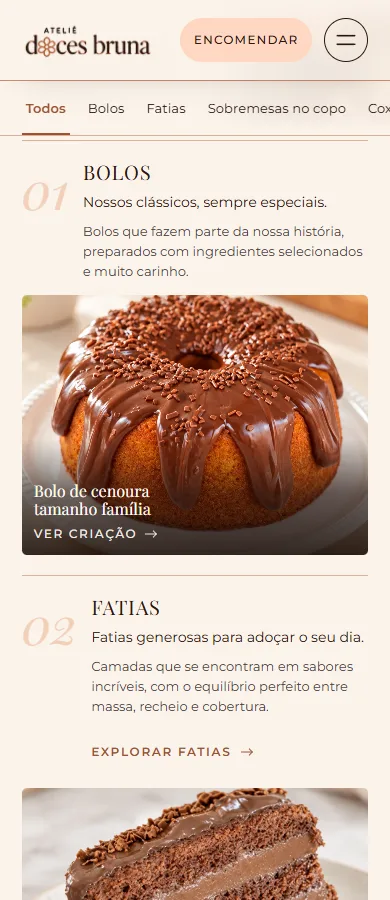 ATELIÊ
doces bruna
ENCOMENDAR
Todos Bolos Fatias Sobremesas no copo Cox
01
BOLOS
Nossos clássicos, sempre especiais.
Bolos que fazem parte da nossa história,
preparados com ingredientes selecionados
e muito carinho.
Bolo de cenoura
tamanho família
VER CRIAÇÃO →
02
FATIAS
Fatias generosas para adoçar o seu dia.
Camadas que se encontram em sabores
incríveis, com o equilíbrio perfeito entre
massa, recheio e cobertura.
EXPLORAR FATIAS →